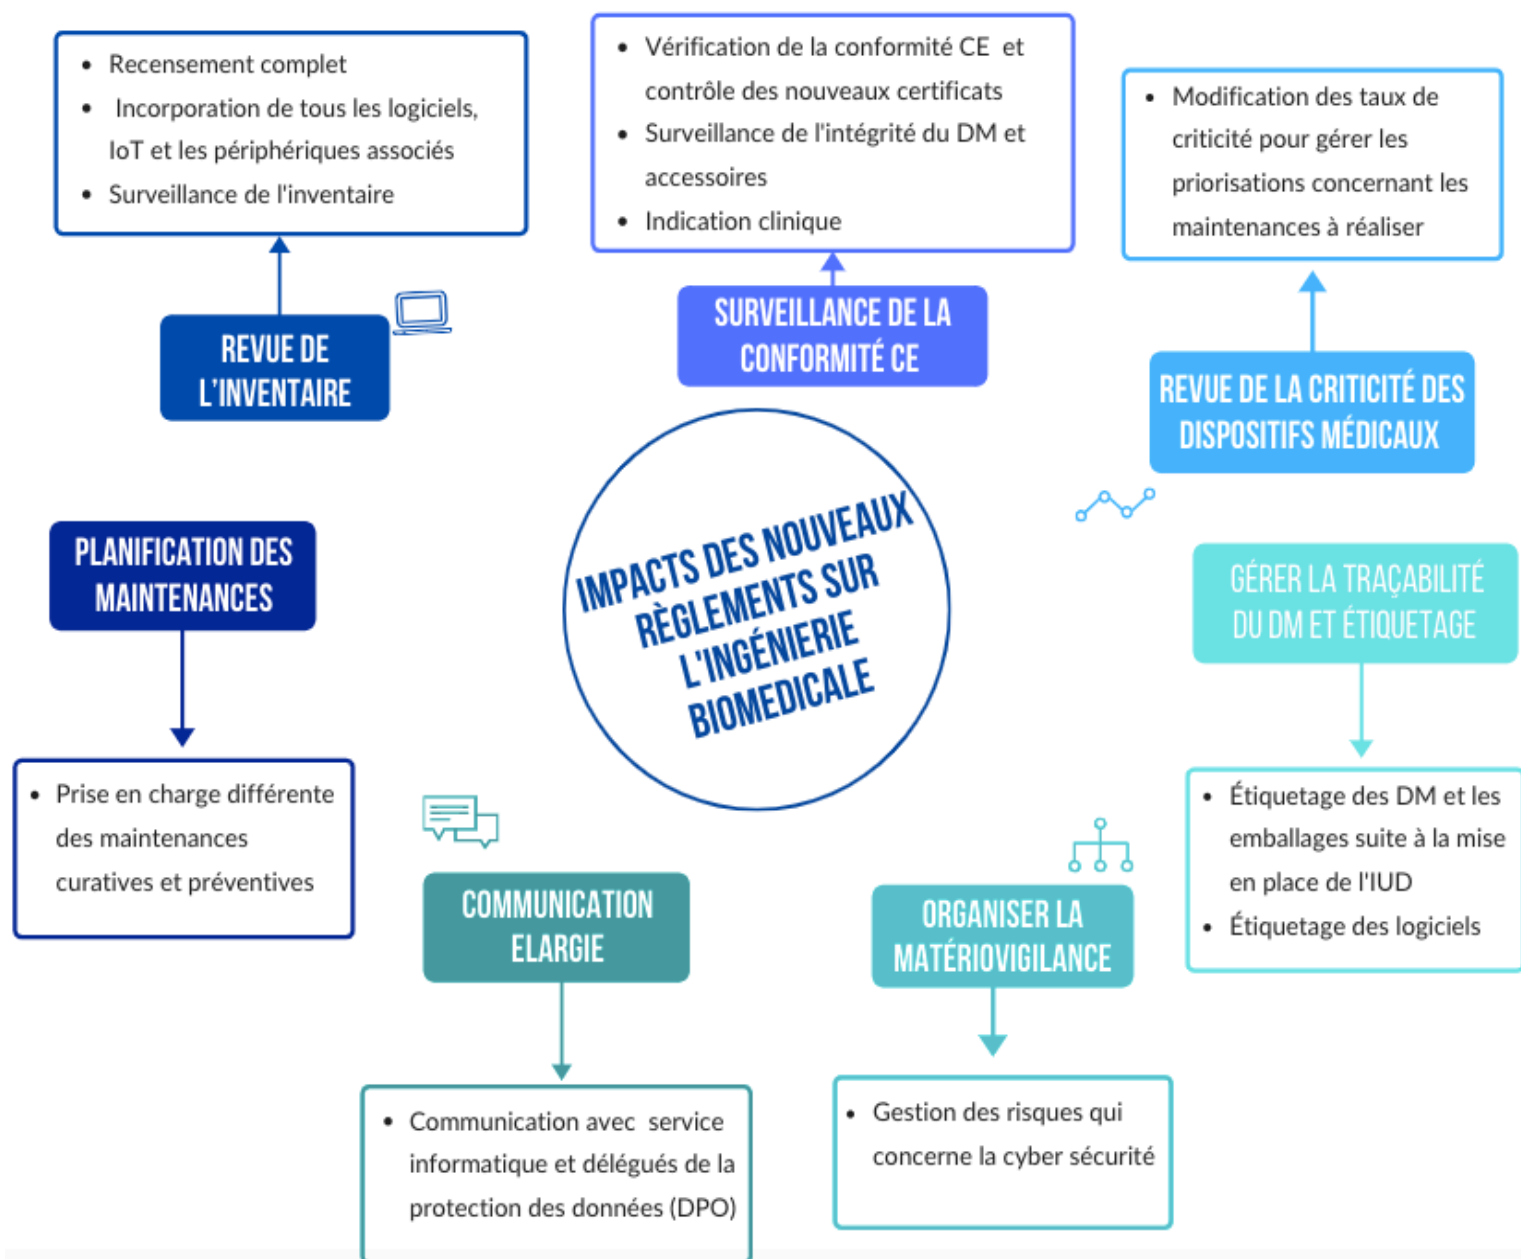 • Recensement complet
• Incorporation de tous les logiciels,
IoT et les périphériques associés
• Surveillance de l'inventaire
REVUE DE
L'INVENTAIRE
• Vérification de la conformité CE et
contrôle des nouveaux certificats
• Surveillance de l'intégrité du DM et
accessoires
• Indication clinique
SURVEILLANCE DE LA
CONFORMITÉ CE
• Modification des taux de
criticité pour gérer les
priorisations concernant les
maintenances à réaliser
REVUE DE LA CRITICITÉ DES
DISPOSITIFS MÉDICAUX
IMPACTS DES NOUVEAUX
RÈGLEMENTS SUR
L'INGÉNIERIE
BIOMEDICALE
PLANIFICATION DES
MAINTENANCES
• Prise en charge différente
des maintenances
curatives et préventives
GÉRER LA TRAÇABILITÉ
DU DM ET ÉTIQUETAGE
• Étiquetage des DM et les
emballages suite à la mise
en place de l'IUD
• Étiquetage des logiciels
COMMUNICATION
ELARGIE
• Communication avec service
informatique et délégués de la
protection des données (DPO)
ORGANISER LA
MATÉRIOVIGILANCE
• Gestion des risques qui
concerne la cyber sécurité